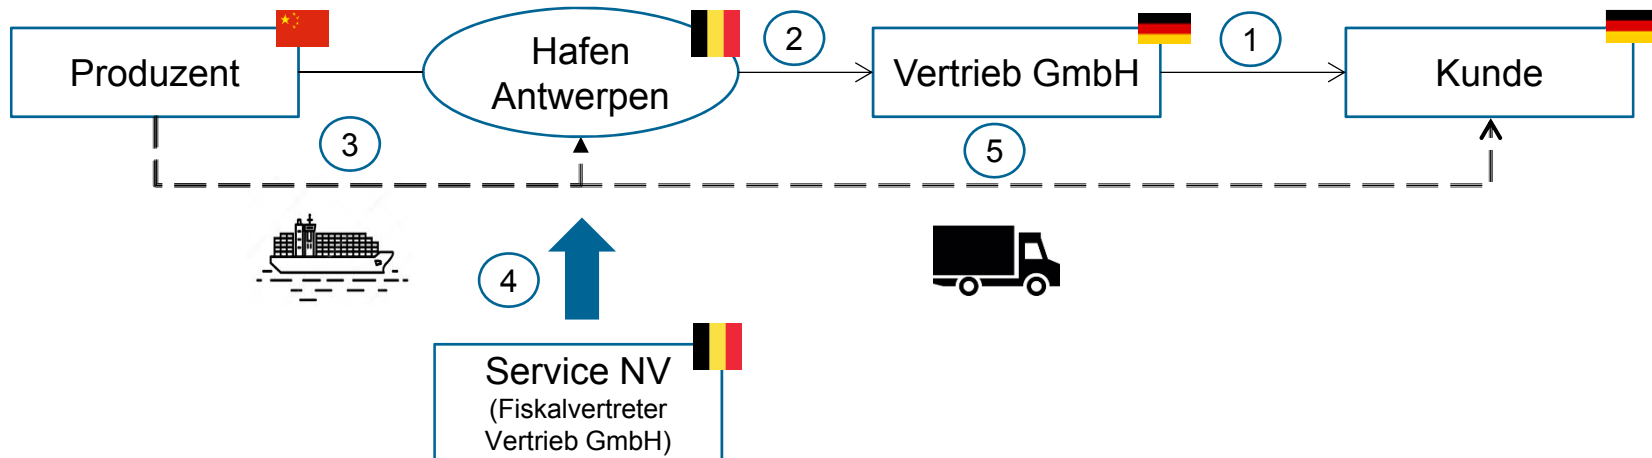 Produzent
Hafen
Antwerpen
2
Vertrieb GmbH
1
Kunde
3
5
4
Service NV
(Fiskalvertreter
Vertrieb GmbH)